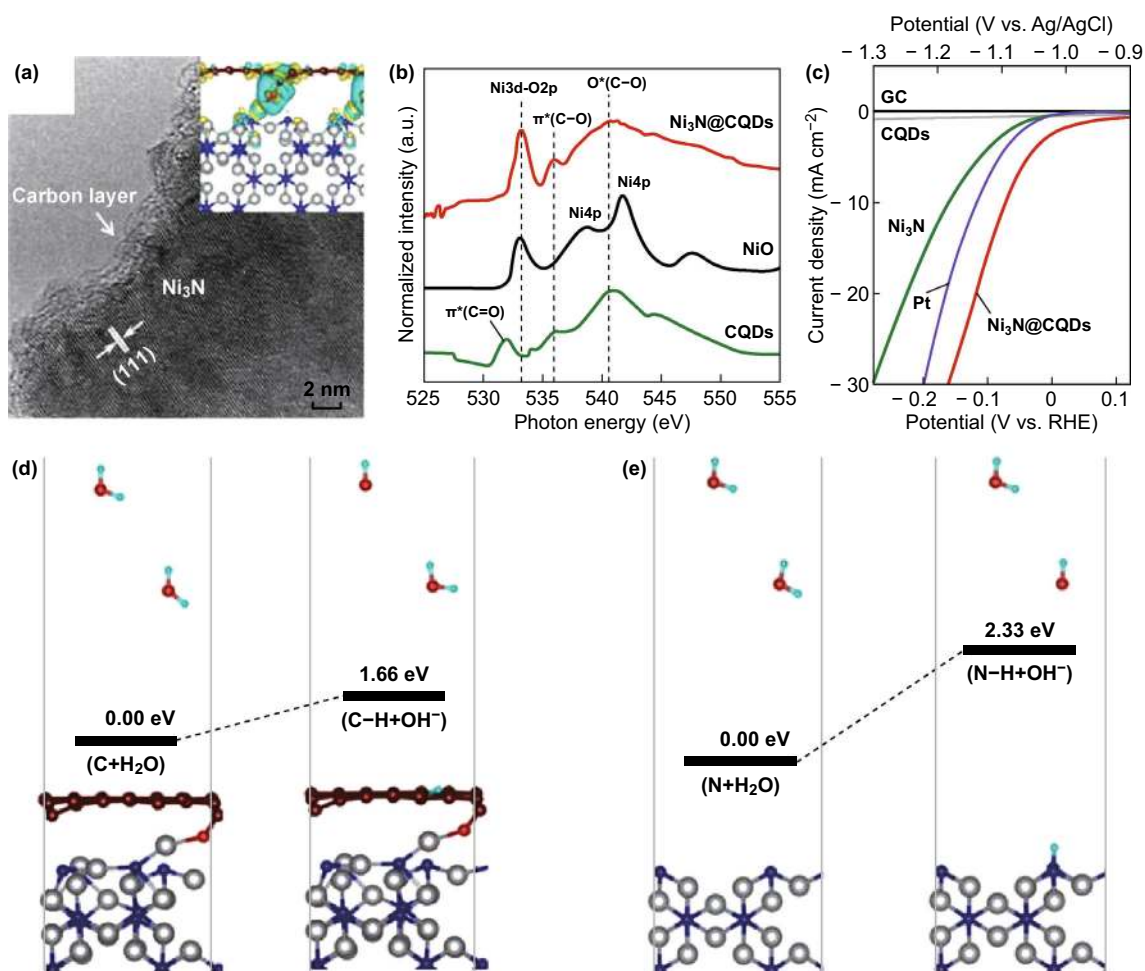 (a)
Carbon layer
Ni₃N
(111)
2 nm
(b)
Ni3d-O2p
π*(C−O)
O*(C−O)
Ni₃N@CQDs
Ni4p
Ni4p
NiO
π*(C=O)
CQDs
Normalized intensity (a.u.)
525 530 535 540 545 550 555
Photon energy (eV)
Potential (V vs. Ag/AgCl)
−1.3 −1.2 −1.1 −1.0 −0.9
(c)
GC
CQDs
Ni₃N
Pt
Ni₃N@CQDs
Current density (mA cm⁻²)
0
−10
−20
−30
−0.2 −0.1 0 0.1
Potential (V vs. RHE)
(d)
0.00 eV
(C+H₂O)
1.66 eV
(C−H+OH⁻)
(e)
0.00 eV
(N+H₂O)
2.33 eV
(N−H+OH⁻)